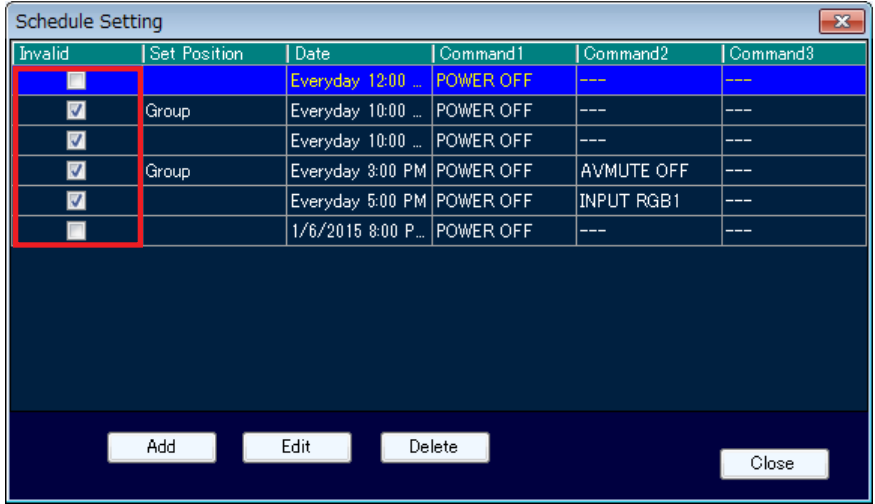 Schedule Setting
Invalid Set Position Date Command1 Command2 Command3
Everyday 12:00 ... POWER OFF --- ---
Group Everyday 10:00 ... POWER OFF --- ---
Everyday 10:00 ... POWER OFF --- ---
Group Everyday 3:00 PM POWER OFF AVMUTE OFF ---
Everyday 5:00 PM POWER OFF INPUT RGB1 ---
1/6/2015 8:00 P... POWER OFF --- ---
Add Edit Delete
Close